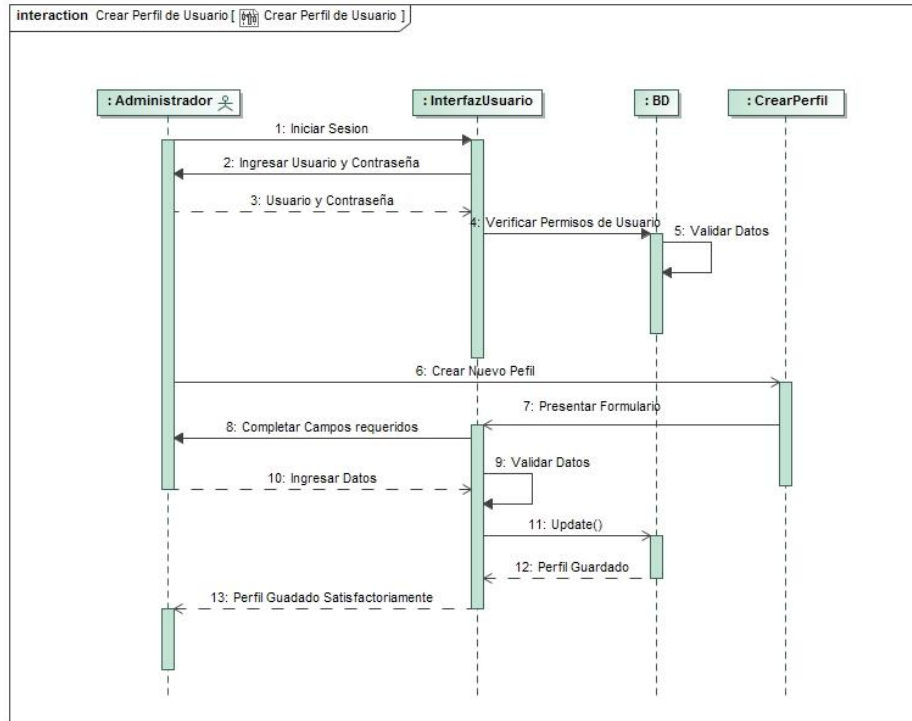 interaction Crear Perfil de Usuario [ Crear Perfil de Usuario ]
: Administrador
: InterfazUsuario
: BD
: CrearPerfil
1: Iniciar Sesion
2: Ingresar Usuario y Contraseña
3: Usuario y Contraseña
4: Verificar Permisos de Usuario
5: Validar Datos
6: Crear Nuevo Pefil
7: Presentar Formulario
8: Completar Campos requeridos
9: Validar Datos
10: Ingresar Datos
11: Update()
12: Perfil Guardado
13: Perfil Guadado Satisfactoriamente